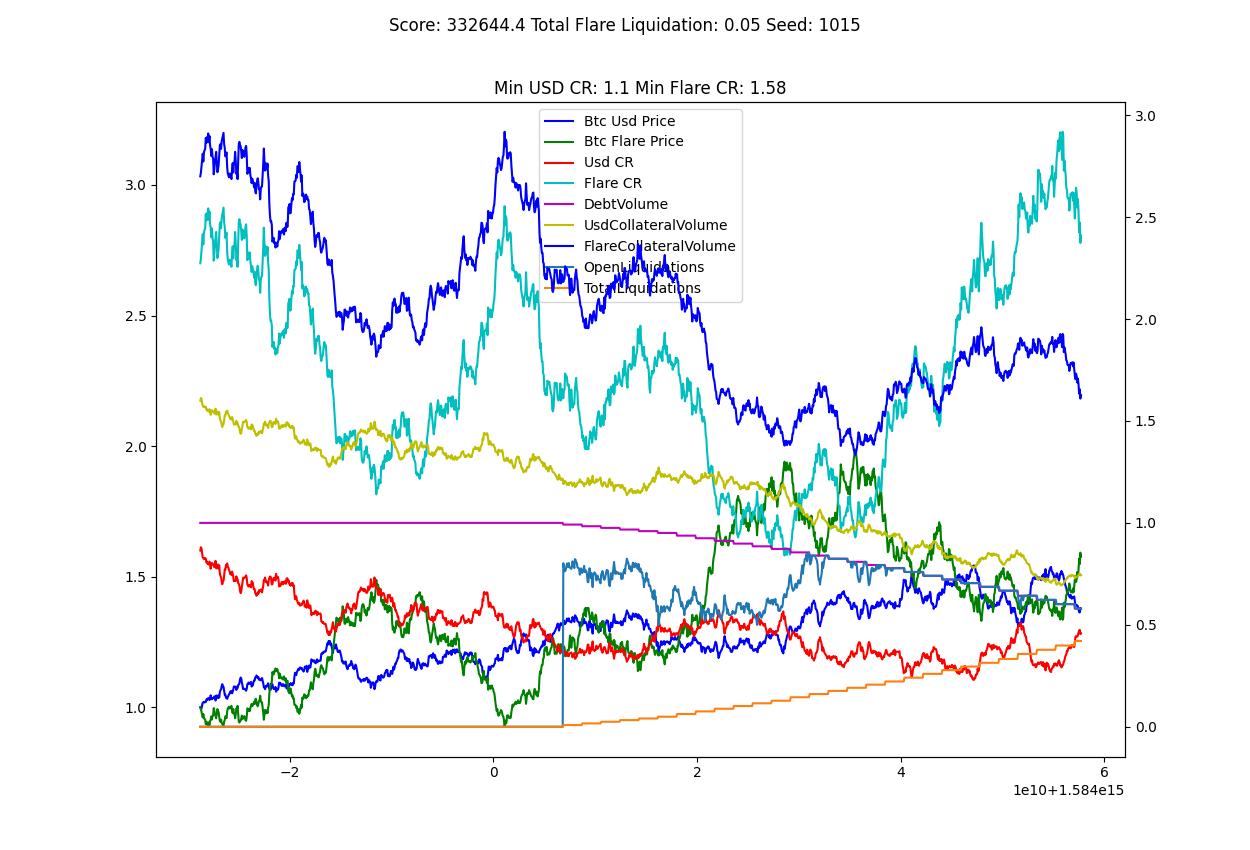 Score: 332644.4 Total Flare Liquidation: 0.05 Seed: 1015
Min USD CR: 1.1 Min Flare CR: 1.58
Btc Usd Price
Btc Flare Price
Usd CR
Flare CR
DebtVolume
UsdCollateralVolume
FlareCollateralVolume
OpenLiquidations
TotalLiquidations
3.0
2.5
2.0
1.5
1.0
3.0
2.5
2.0
1.5
1.0
0.5
0.0
−2
0
2
4
6
1e10+1.584e15